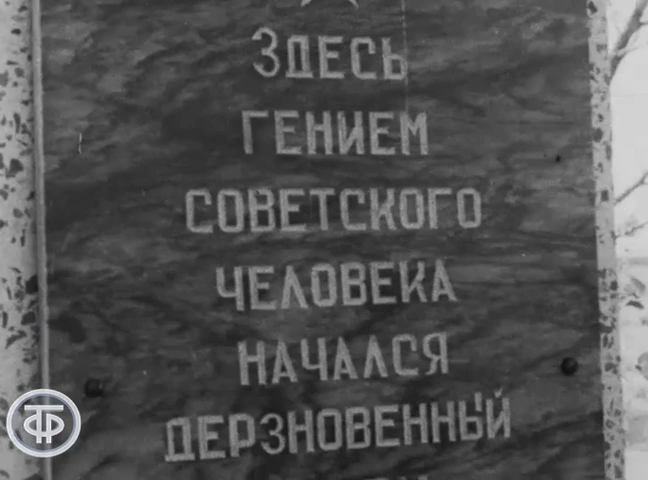 Здесь
гением
советского
человека
начался
дерзновенный